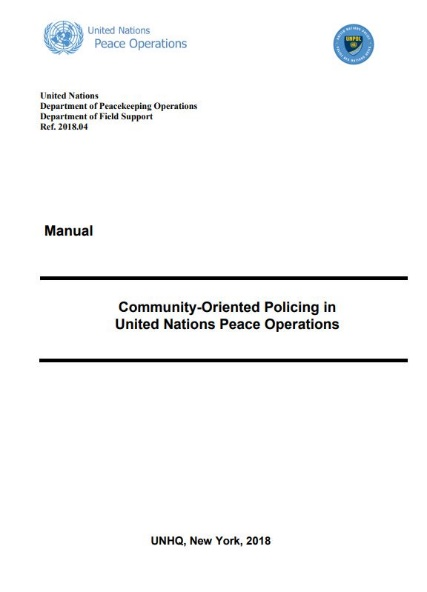 United Nations
Peace Operations
UNPOL
United Nations
Department of Peacekeeping Operations
Department of Field Support
Ref. 2018.04
Manual
Community-Oriented Policing in
United Nations Peace Operations
UNHQ, New York, 2018